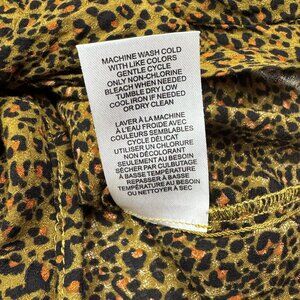 MACHINE WASH COLD
WITH LIKE COLORS
GENTLE CYCLE
ONLY NON-CHLORINE
BLEACH WHEN NEEDED
TUMBLE DRY LOW
COOL IRON IF NEEDED
OR DRY CLEAN
LAVER À LA MACHINE
À L'EAU FROIDE AVEC
COULEURS SEMBLABLES
CYCLE DÉLICAT
UTILISER UN CHLORURE
NON DÉCOLORANT
SEULEMENT AU BESOIN
SÉCHER PAR CULBUTAGE
À BASSE TEMPÉRATURE
REPASSER À BASSE
TEMPÉRATURE AU BESOIN
OU NETTOYER À SEC